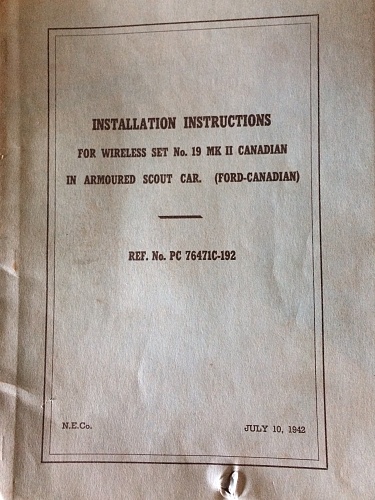 INSTALLATION INSTRUCTIONS
FOR WIRELESS SET No. 19 MK II CANADIAN
IN ARMOURED SCOUT CAR. (FORD-CANADIAN)
REF. No. PC 76471C-192
N.E.Co. JULY 10, 1942